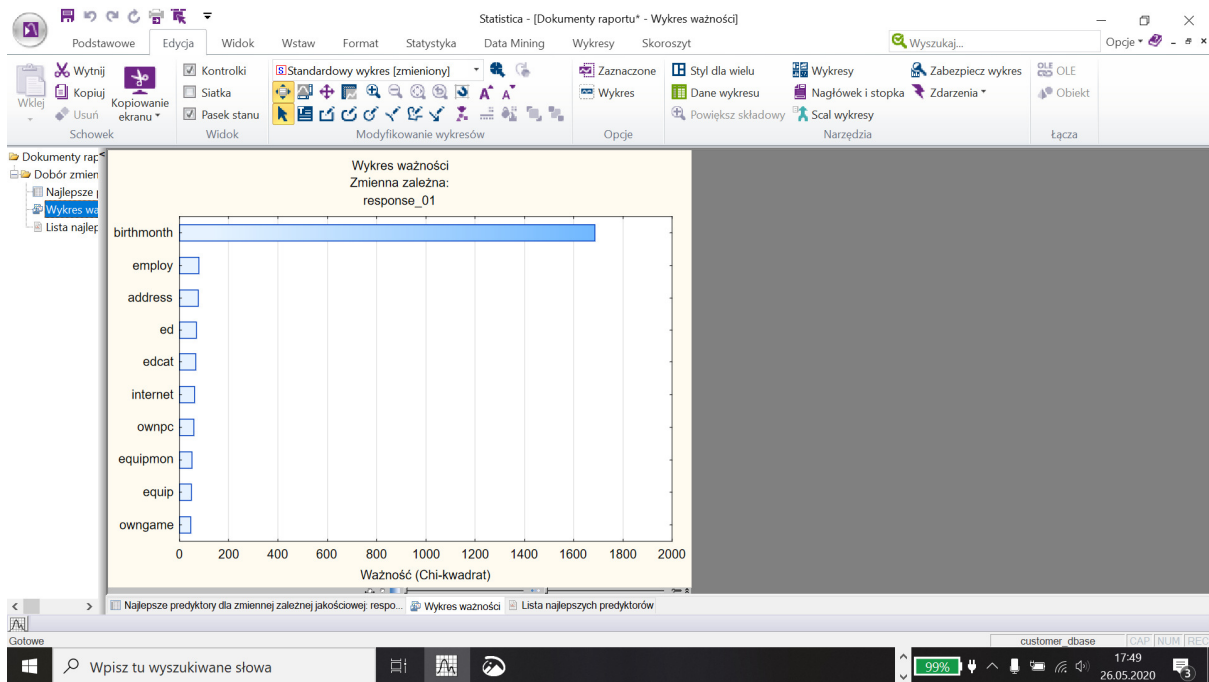 Statistica - [Dokumenty raportu* - Wykres ważności]
Podstawowe Edycja Widok Wstaw Format Statystyka Data Mining Wykresy Skoroszyt Wyszukaj... Opcje
Wklej
Wytnij
Kopiuj
Usuń
Kopiowanie
ekranu
Schowek
Kontrolki
Siatka
Pasek stanu
Widok
Standardowy wykres [zmieniony]
Modyfikowanie wykresów
Zaznaczone
Wykres
Opcje
Styl dla wielu
Dane wykresu
Powiększ składowy
Wykresy
Nagłówek i stopka
Scal wykresy
Zabezpiecz wykres
Zdarzenia
Narzędzia
OLE
Obiekt
Łącza
Dokumenty rap
Dobór zmien
Najlepsze
Wykres wa
Lista najlep
Wykres ważności
Zmienna zależna:
response_01
birthmonth
employ
address
ed
edcat
internet
ownpc
equipmon
equip
owngame
0 200 400 600 800 1000 1200 1400 1600 1800 2000
Ważność (Chi-kwadrat)
Najlepsze predyktory dla zmiennej zależnej jakościowej: respo... Wykres ważności Lista najlepszych predyktorów
Gotowe customer_dbase CAP NUM REC
Wpisz tu wyszukiwane słowa 99% 17:49
26.05.2020 3